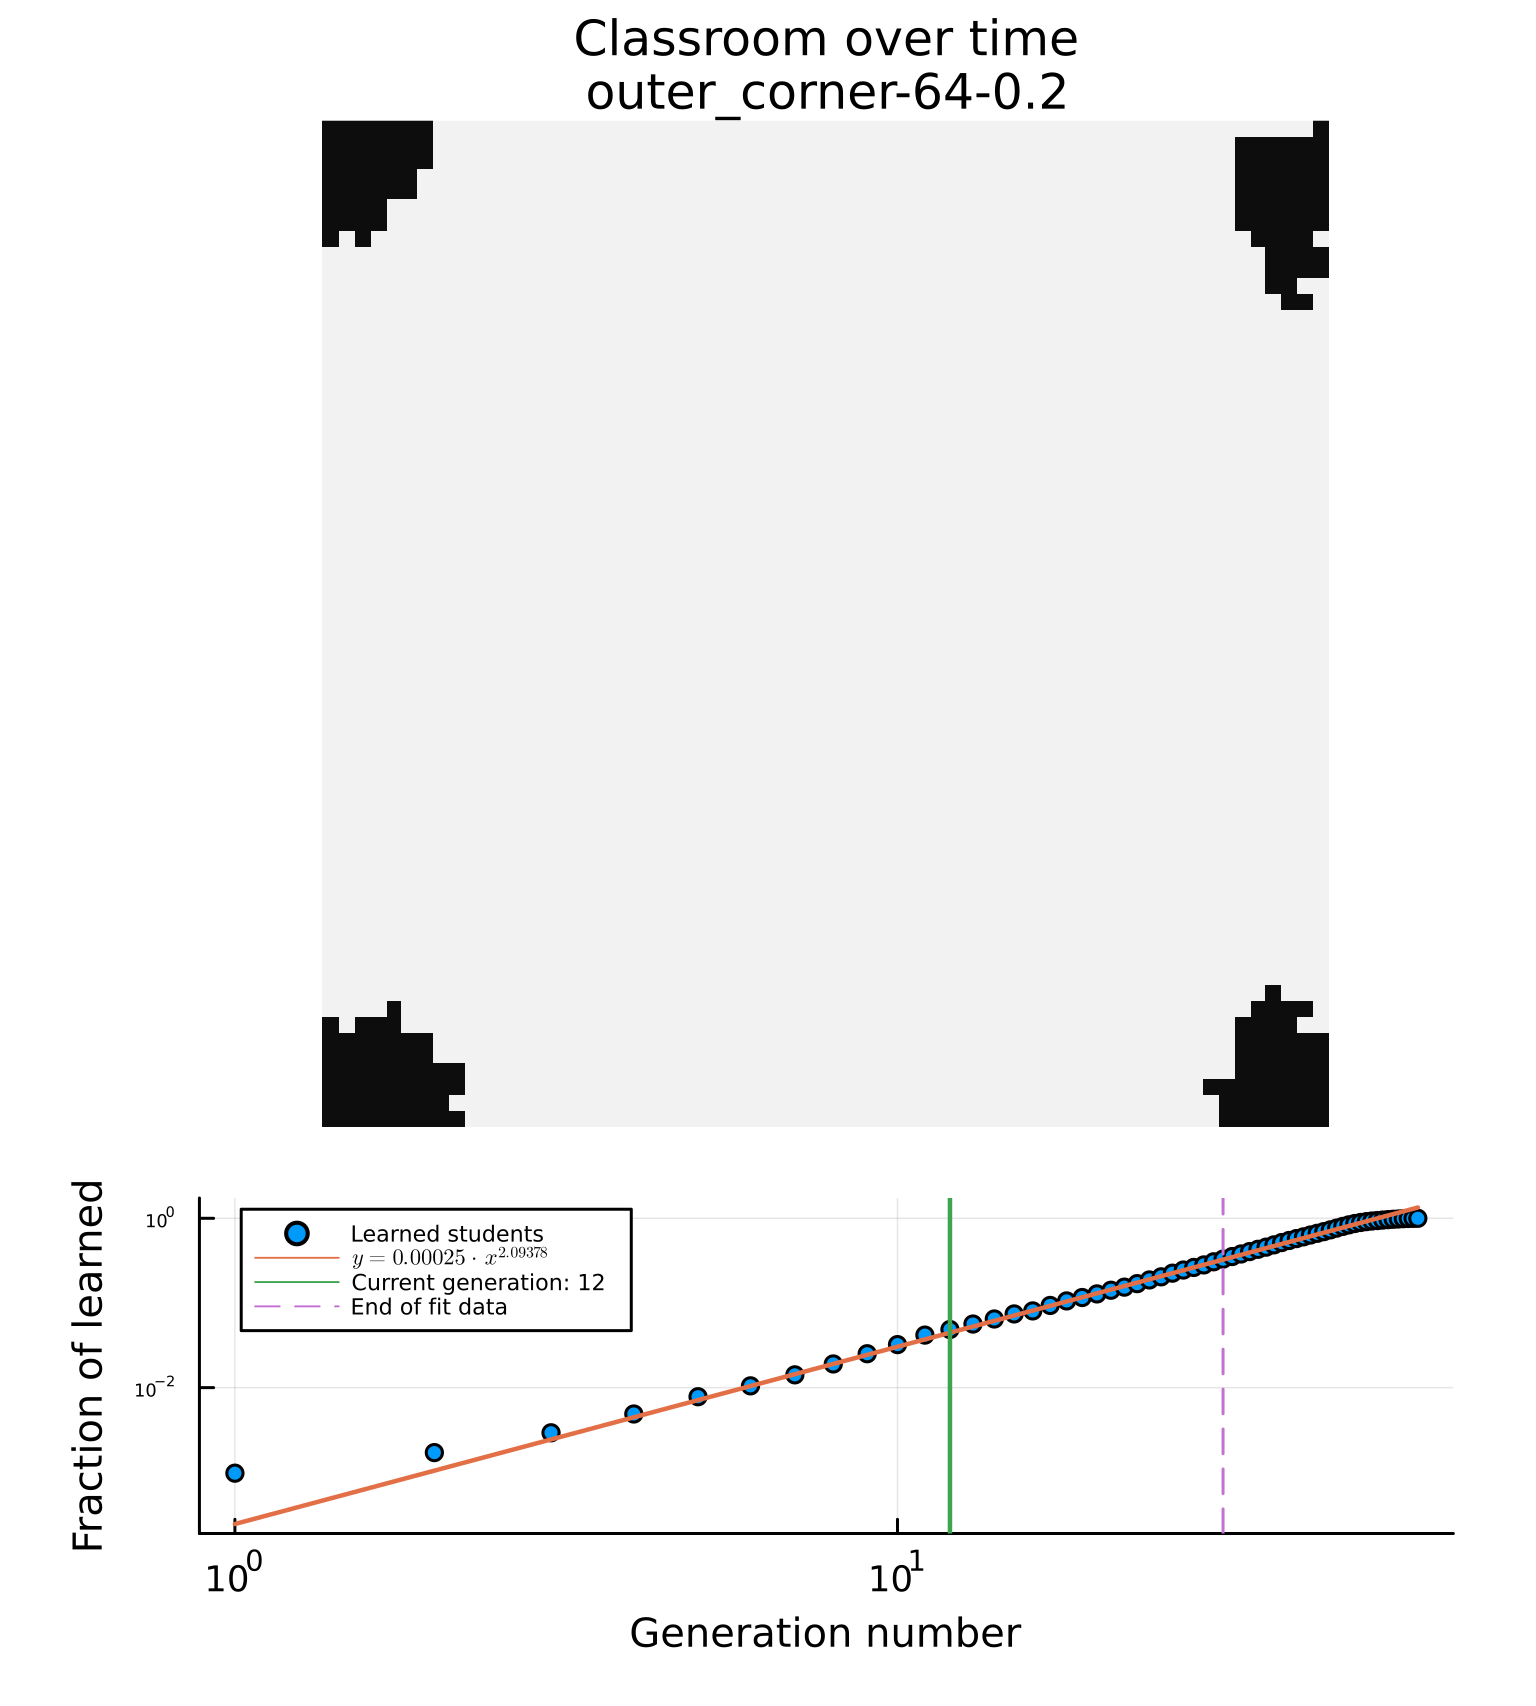 Classroom over time
outer_corner-64-0.2
Fraction of learned
10^0
10^-2
Learned students
y = 0.00025 · x^2.09378
Current generation: 12
End of fit data
10^0
10^1
Generation number